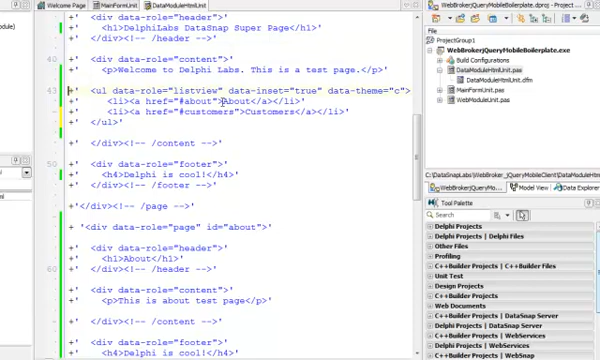 Welcome Page
MainFormUnit
DataModuleHtmlUnit
+' <div data-role="header">'
+' <h1>DelphiLabs DataSnap Super Page</h1>'
+' </div><!-- /header -->'
40
+' <div data-role="content">'
+' <p>Welcome to Delphi Labs. This is a test page.</p>'
43
+' <ul data-role="listview" data-inset="true" data-theme="c">
+' <li><a href="#about">About</a></li>'
+' <li><a href="#customers">Customers</a></li>'
+' </ul>'
+' </div><!-- /content -->'
50
+' <div data-role="footer">'
+' <h4>Delphi is cool!</h4>'
+' </div><!-- /footer -->'
+'</div><!-- /page -->'
+'<div data-role="page" id="about">'
+' <div data-role="header">'
+' <h1>About</h1>'
60
+' </div><!-- /header -->'
+' <div data-role="content">'
+' <p>This is about test page</p>'
+' </div><!-- /content -->'
+' <div data-role="footer">'
+' <h4>Delphi is cool!</h4>'
WebBrokerJQueryMobileBoilerplate.dproj - Project
File
ProjectGroup1
WebBrokerJQueryMobileBoilerplate.exe
DataModuleHtmlUnit.pas
DataModuleHtmlUnit.dfm
MainFormUnit.pas
WebModuleUnit.pas
WebBrokerJQueryMo...
Model View
Data Explorer
Tool Palette
Search
Delphi Projects
Delphi Projects | Delphi Files
Other Files
Profiling
C++Builder Projects | C++Builder Files
Unit Test
Design Projects
C++Builder Projects
Web Documents
Delphi Projects | DataSnap Server
C++Builder Projects | DataSnap Server
Delphi Projects | WebServices
C++Builder Projects | WebServices
Delphi Projects | WebBroker
C++Builder Projects | WebSnap